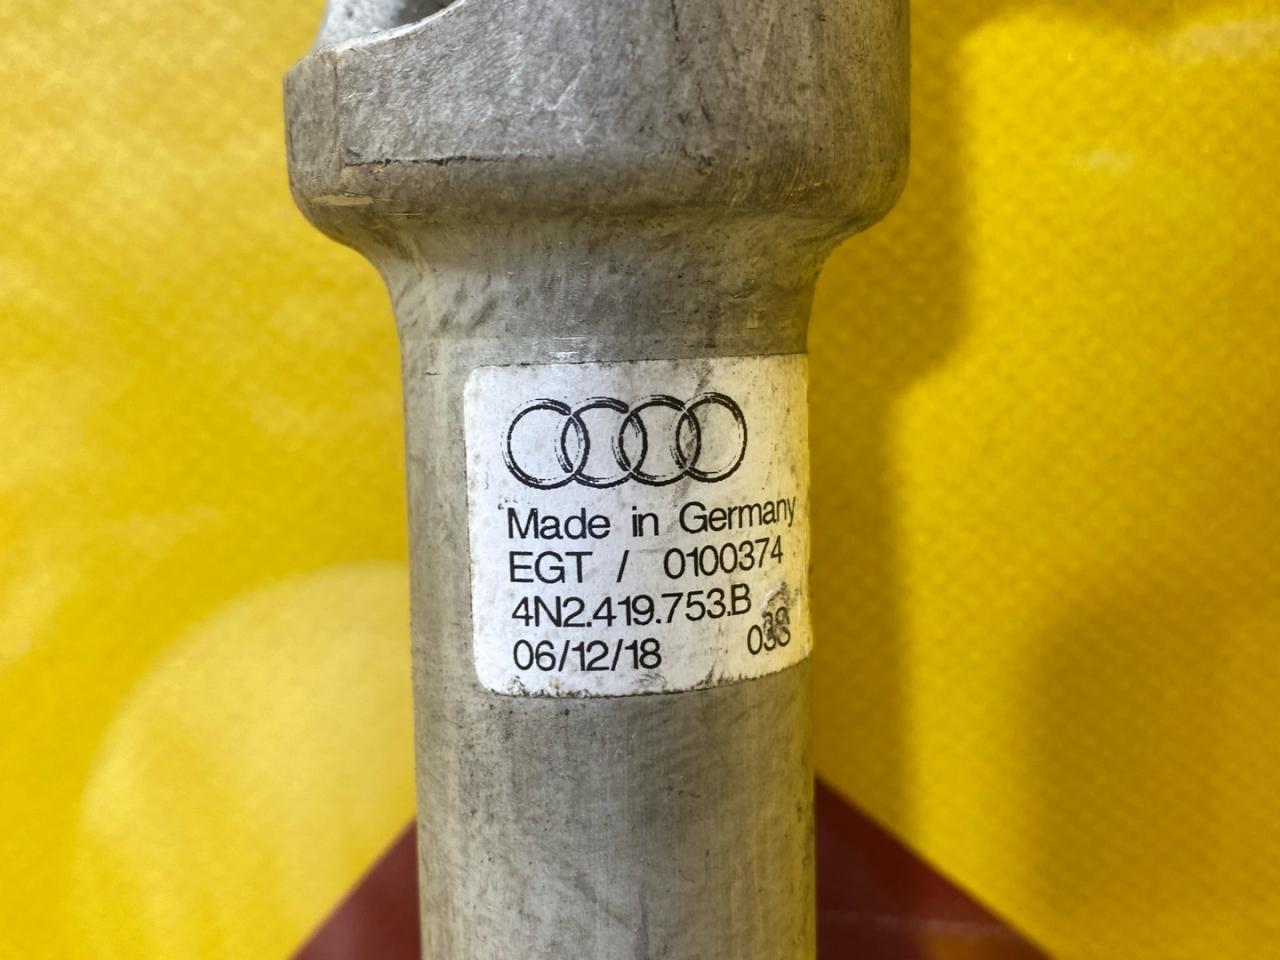 Made in Germany
EGT / 0100374
4N2.419.753.B
06/12/18